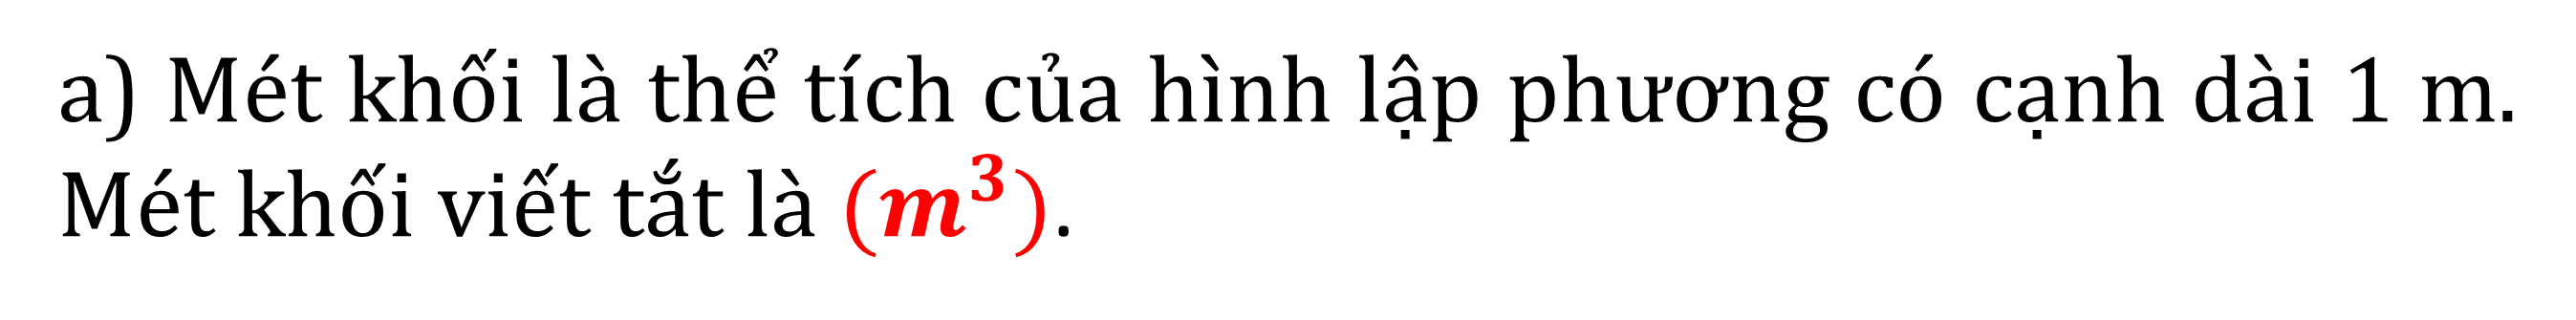 a) Mét khối là thể tích của hình lập phương có cạnh dài 1 m.
Mét khối viết tắt là (m³).